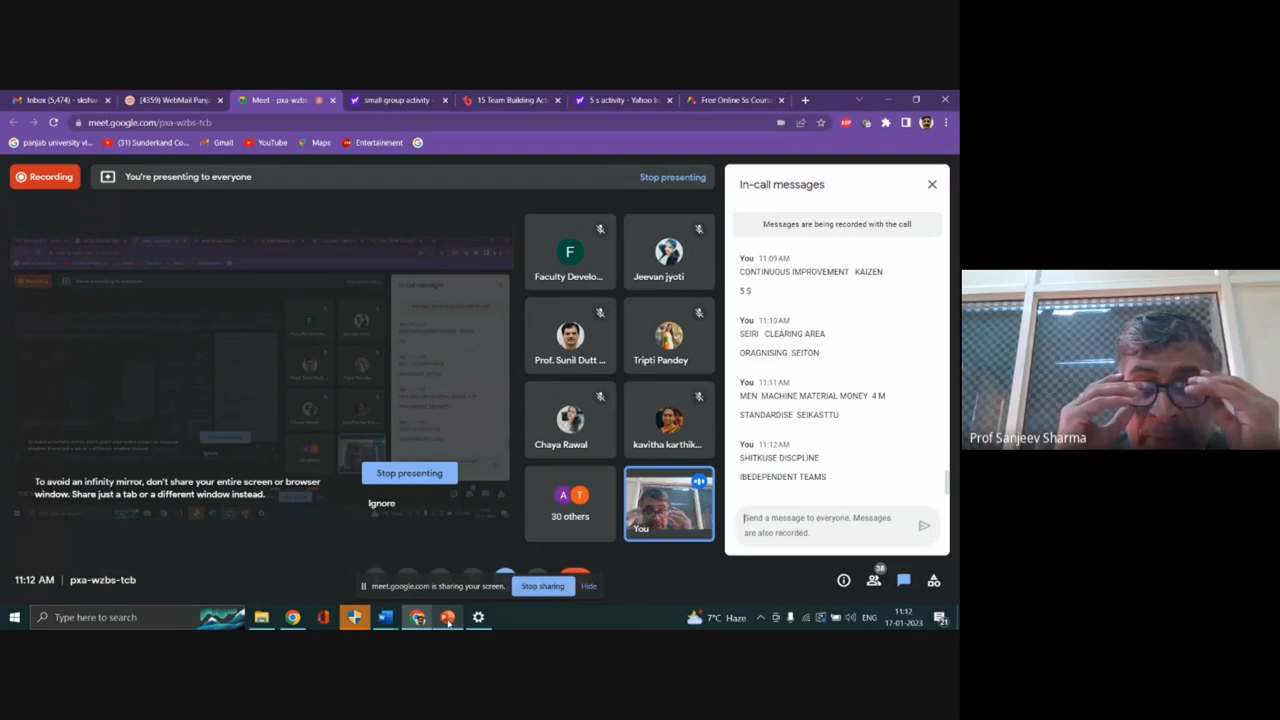 Inbox (5,474) - sksha
(4359) WebMail Panja
Meet - pxa-wzbs-
small group activity -
15 Team Building Act
5 s activity - Yahoo In
Free Online 5s Cours
meet.google.com/pxa-wzbs-tcb
panjab university vi...
(31) Sunderkand Co...
Gmail
YouTube
Maps
Entertainment
Recording
You're presenting to everyone
Stop presenting
In-call messages
Messages are being recorded with the call
You 11:09 AM
CONTINUOUS IMPROVEMENT KAIZEN
5 S
You 11:10 AM
SEIRI CLEARING AREA
ORAGNISING SEITON
You 11:11 AM
MEN MACHINE MATERIAL MONEY 4 M
STANDARDISE SEIKASTTU
You 11:12 AM
SHITKUSE DISCPLINE
IBEDEPENDENT TEAMS
Send a message to everyone. Messages
are also recorded.
F
Faculty Develo...
Jeevan jyoti
Prof. Sunil Dutt ...
Tripti Pandey
Chaya Rawal
kavitha karthik...
A T
30 others
You
To avoid an infinity mirror, don't share your entire screen or browser
window. Share just a tab or a different window instead.
Stop presenting
Ignore
11:12 AM | pxa-wzbs-tcb
meet.google.com is sharing your screen.
Stop sharing
Hide
38
Type here to search
7°C Haze
ENG
11:12
17-01-2023
21
Prof Sanjeev Sharma